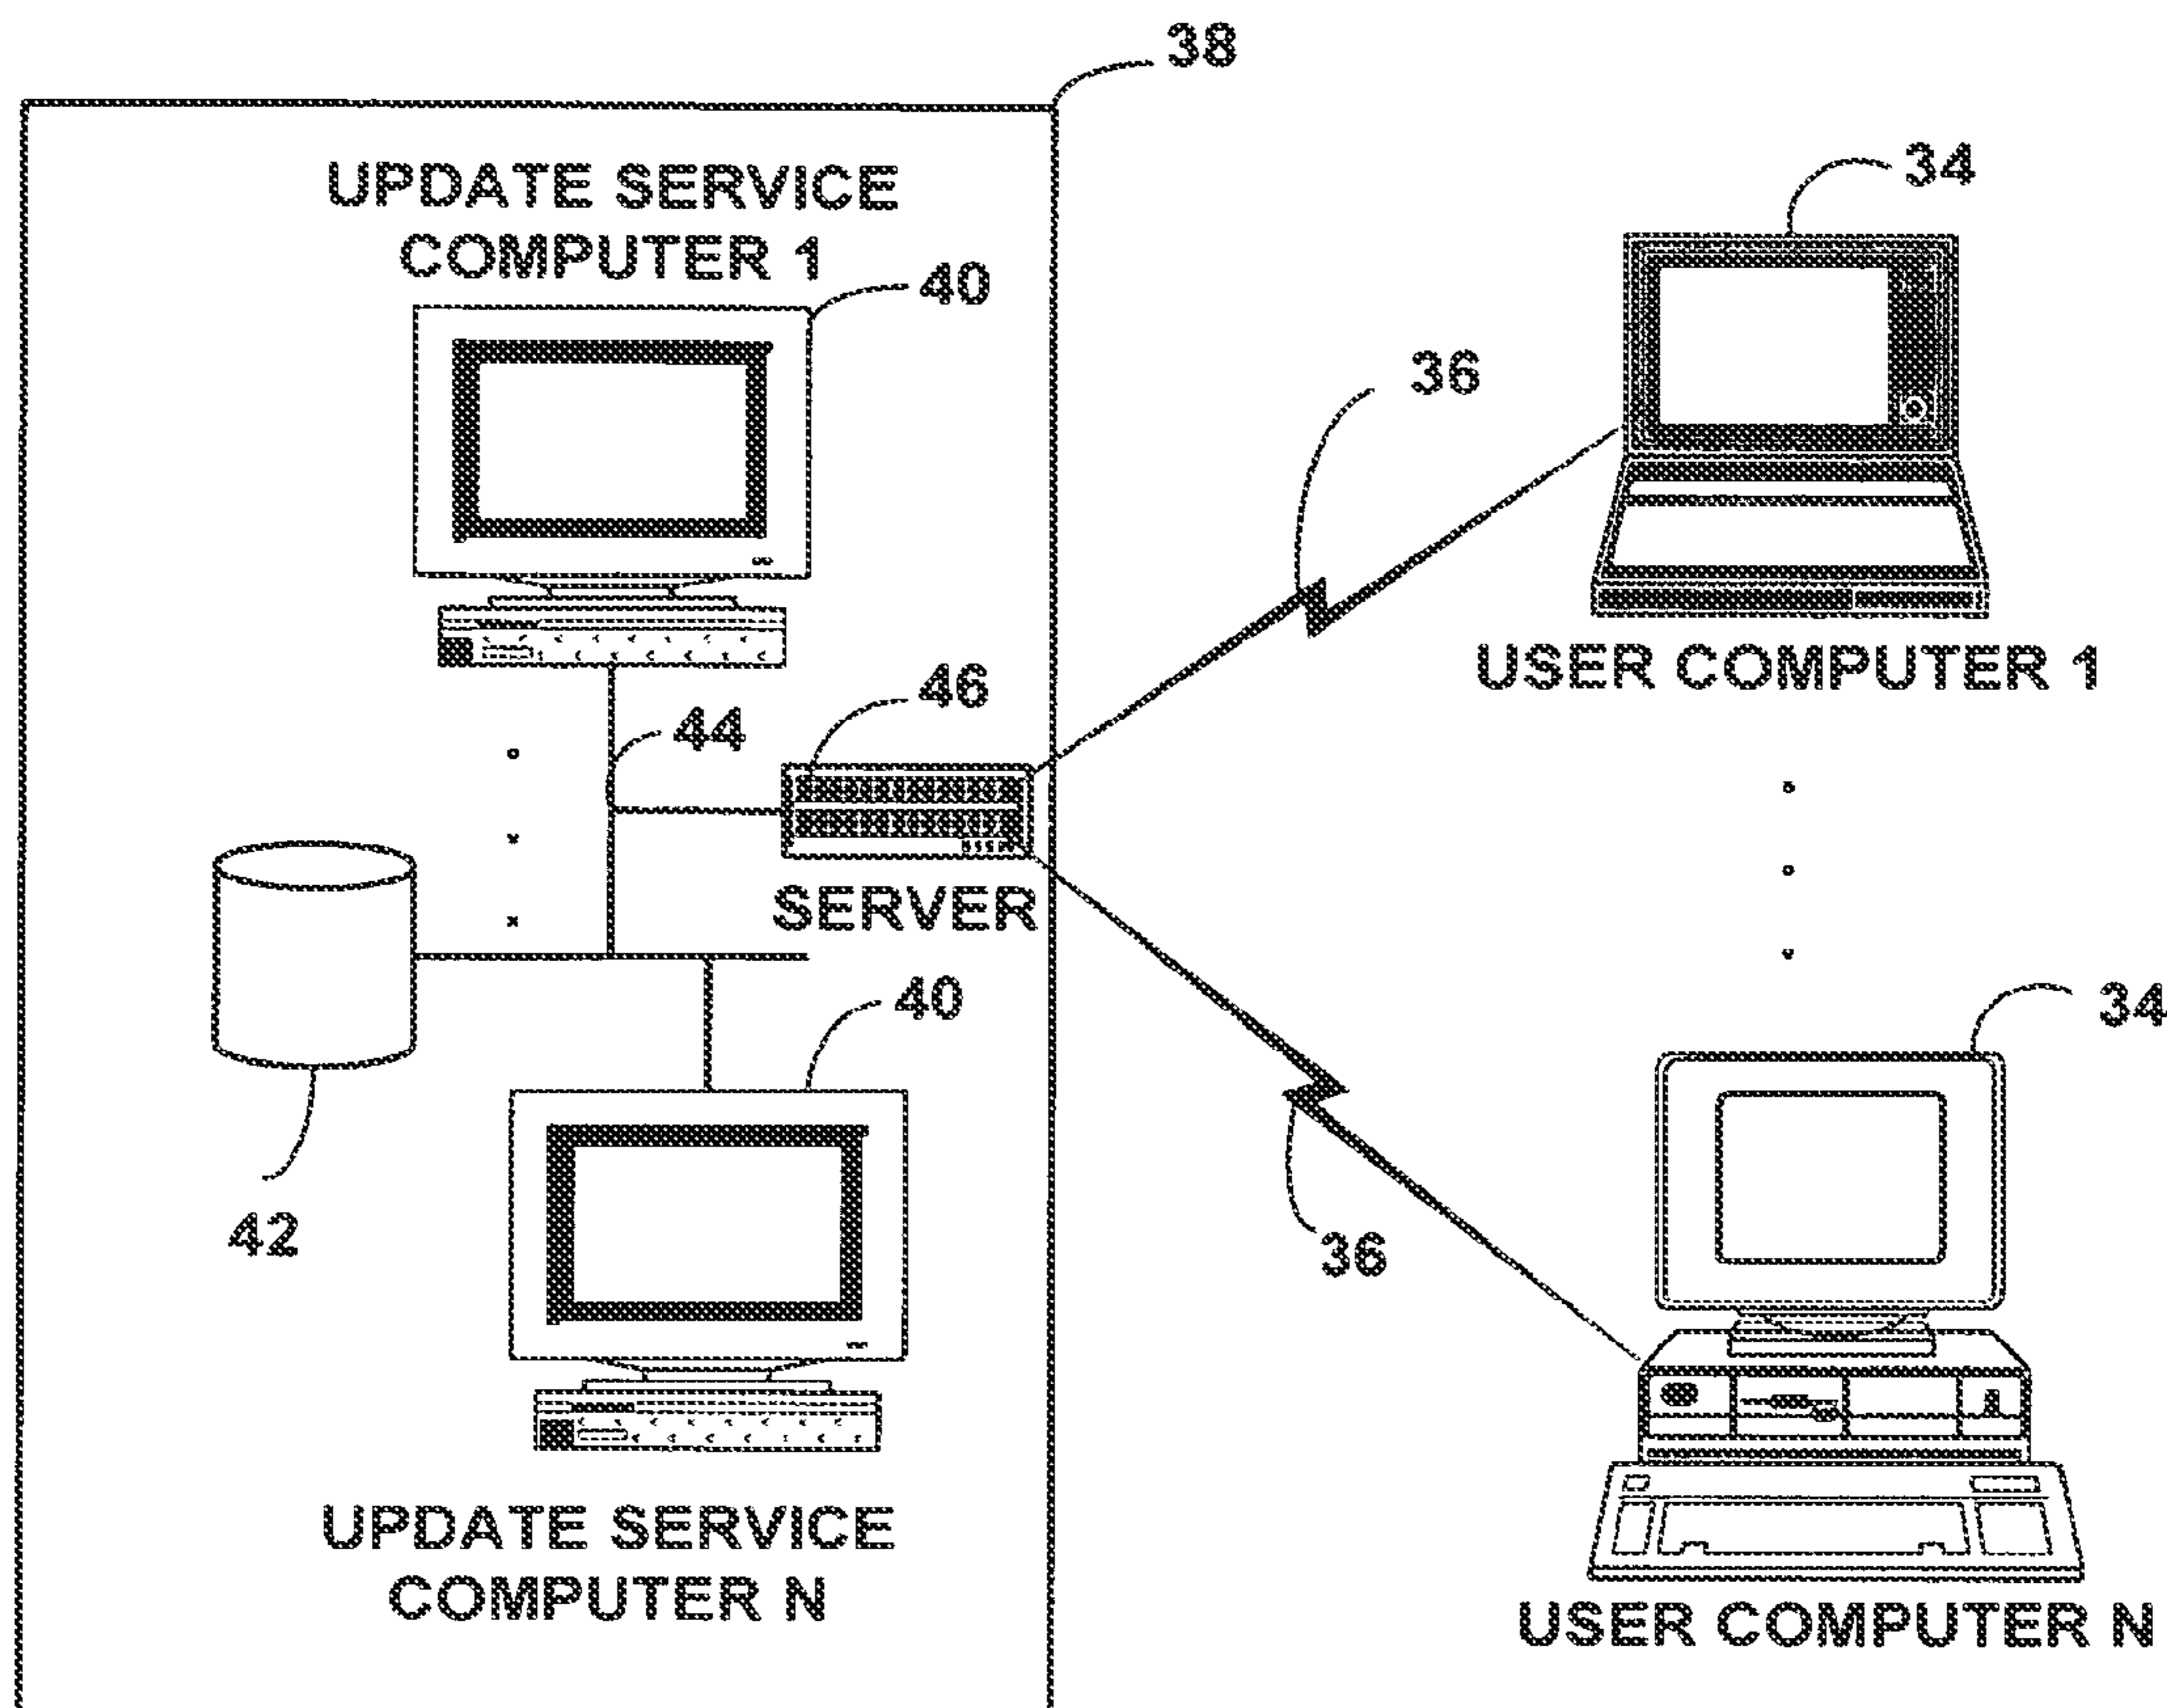 38
UPDATE SERVICE
COMPUTER 1
40
34
36
USER COMPUTER 1
46
44
SERVER
40
34
42
36
UPDATE SERVICE
COMPUTER N
USER COMPUTER N